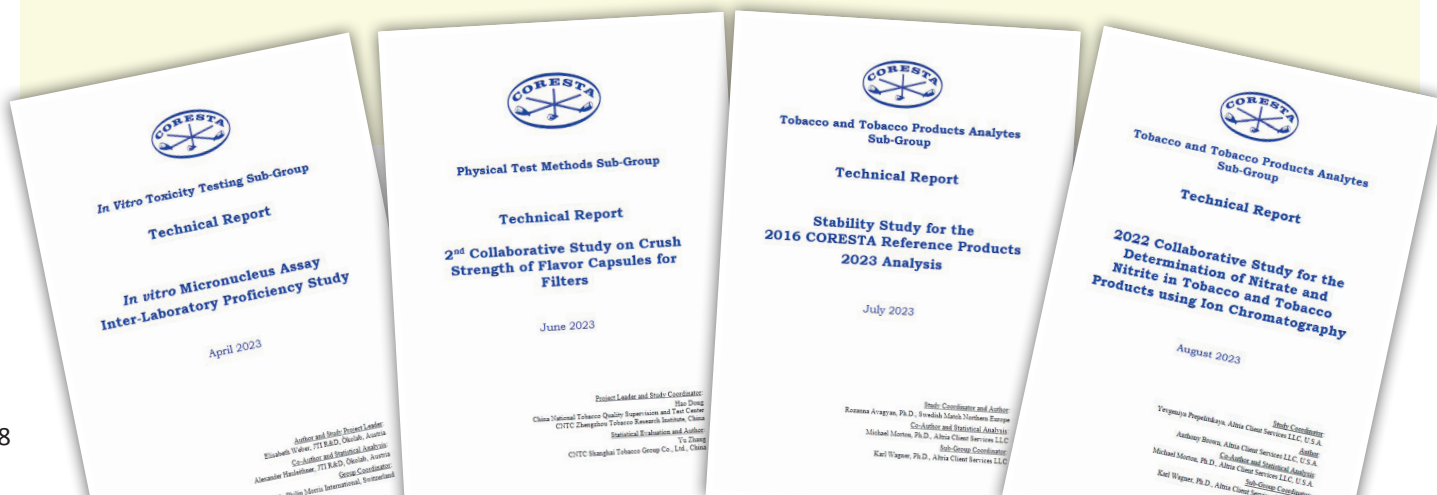 CORESTA
In Vitro Toxicity Testing Sub-Group
Technical Report
In vitro Micronucleus Assay
Inter-Laboratory Proficiency Study
April 2023
Author and Study Project Leader:
Elisabeth Weber, JTI R&D, Ökolab, Austria
Co-Author and Statistical Analysis:
Alexander Hauleithner, JTI R&D, Ökolab, Austria
Group Coordinator:
Philip Morris International, Switzerland
CORESTA
Physical Test Methods Sub-Group
Technical Report
2nd Collaborative Study on Crush
Strength of Flavor Capsules for
Filters
June 2023
Project Leader and Study Coordinator:
Hao Dong
China National Tobacco Quality Supervision and Test Center
CNTC Zhengzhou Tobacco Research Institute, China
Statistical Evaluation and Author:
Yu Zhang
CNTC Shanghai Tobacco Group Co., Ltd., China
CORESTA
Tobacco and Tobacco Products Analytes
Sub-Group
Technical Report
Stability Study for the
2016 CORESTA Reference Products
2023 Analysis
July 2023
Study Coordinator and Author:
Rozanna Avagyan, Ph.D., Swedish Match Northern Europe
Co-Author and Statistical Analysis:
Michael Morton, Ph.D., Altria Client Services LLC
Sub-Group Coordinator:
Karl Wagner, Ph.D., Altria Client Services LLC
CORESTA
Tobacco and Tobacco Products Analytes
Sub-Group
Technical Report
2022 Collaborative Study for the
Determination of Nitrate and
Nitrite in Tobacco and Tobacco
Products using Ion Chromatography
August 2023
Study Coordinator:
Yevgeniya Prepelitskaya, Altria Client Services LLC, U.S.A.
Author:
Anthony Brown, Altria Client Services LLC, U.S.A.
Co-Author and Statistical Analysis
Michael Morton, Ph.D., Altria Client Services LLC, U.S.A.
Sub-Group Coordinator:
Karl Wagner, Ph.D., Altria Client
8